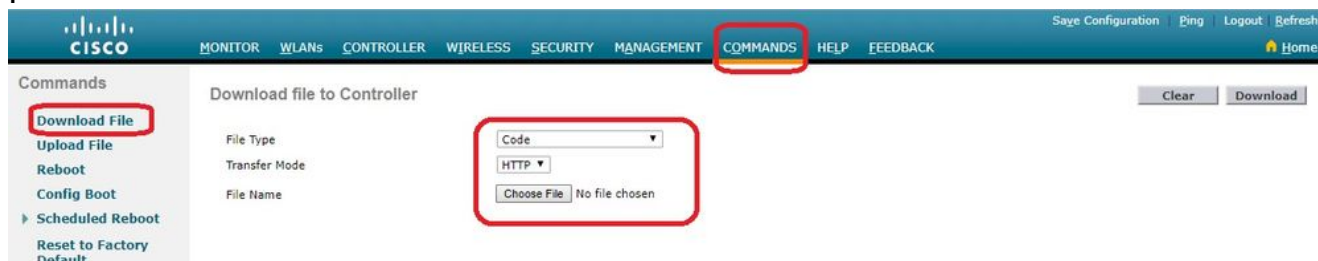 Save Configuration | Ping | Logout | Refresh
CISCO
MONITOR WLANs CONTROLLER WIRELESS SECURITY MANAGEMENT COMMANDS HELP FEEDBACK
Home
Commands
Download file to Controller
Clear
Download
Download File
Upload File
Reboot
Config Boot
Scheduled Reboot
Reset to Factory
Default
File Type Code
Transfer Mode HTTP
File Name Choose File No file chosen